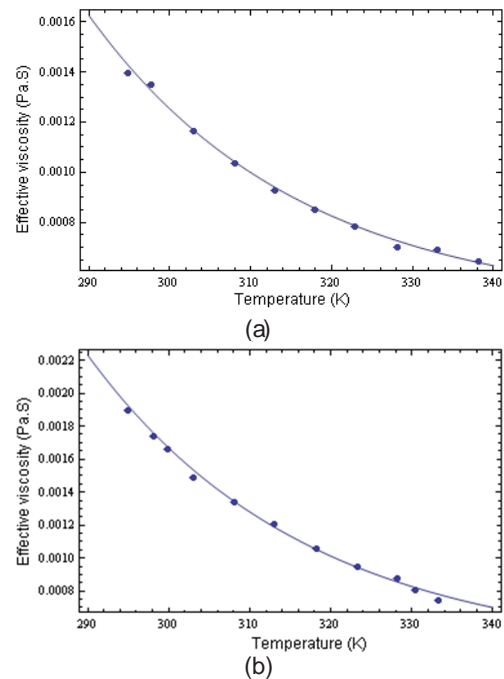 0.0016
0.0014
0.0012
0.0010
0.0008
Effective viscosity (Pa.S)
290 300 310 320 330 340
Temperature (K)
(a)
0.0022
0.0020
0.0018
0.0016
0.0014
0.0012
0.0010
0.0008
Effective viscosity (Pa.S)
290 300 310 320 330 340
Temperature (K)
(b)